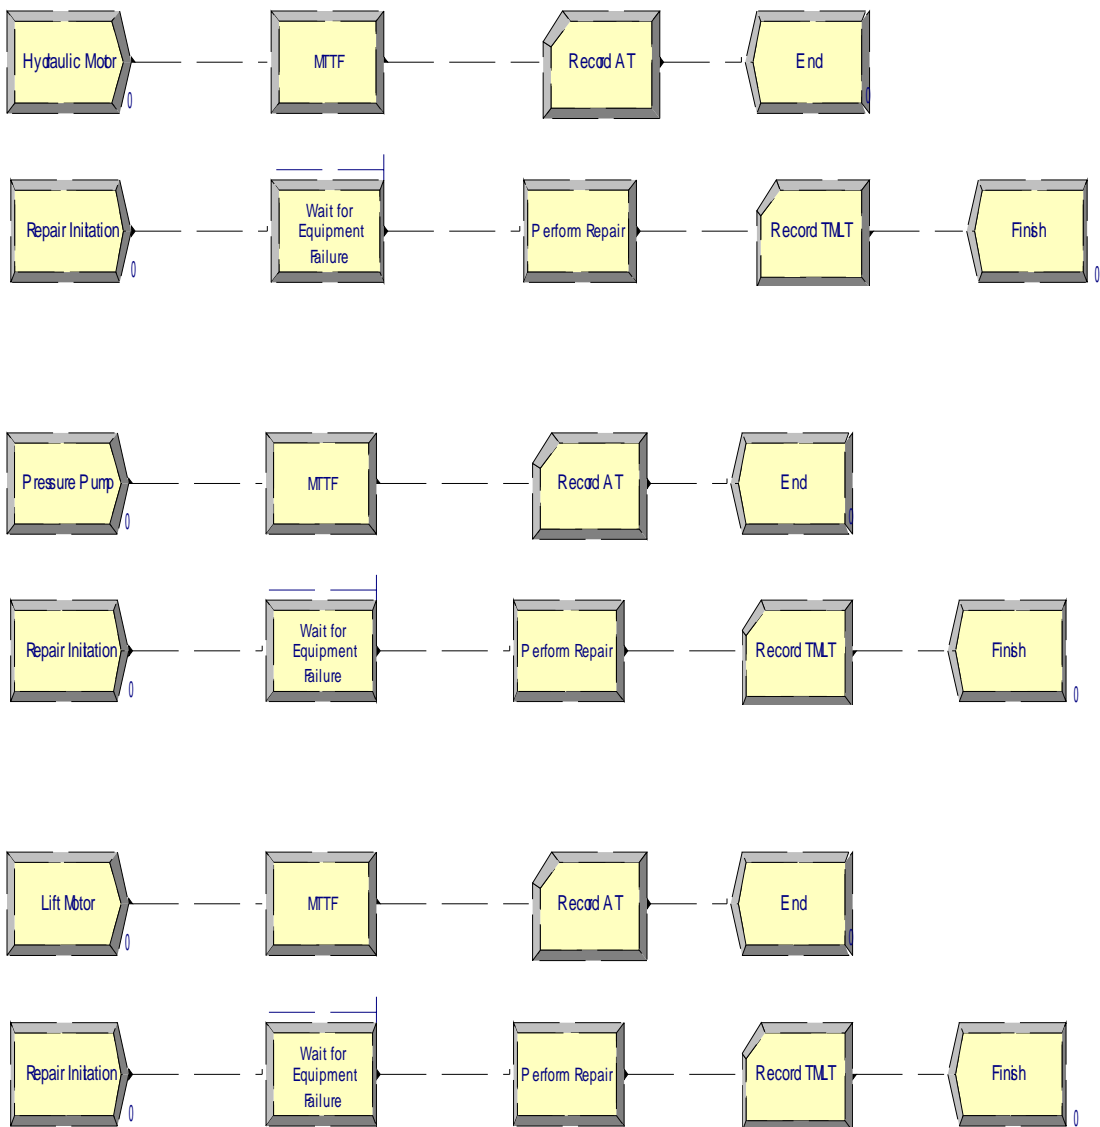 Hydraulic Motor
MTTF
Record AT
End
0
0
Repair Initation
Wait for
Equipment
Failure
Perform Repair
Record TMLT
Finish
0
0
Pressure Pump
MTTF
Record AT
End
0
0
Repair Initation
Wait for
Equipment
Failure
Perform Repair
Record TMLT
Finish
0
0
Lift Motor
MTTF
Record AT
End
0
0
Repair Initation
Wait for
Equipment
Failure
Perform Repair
Record TMLT
Finish
0
0